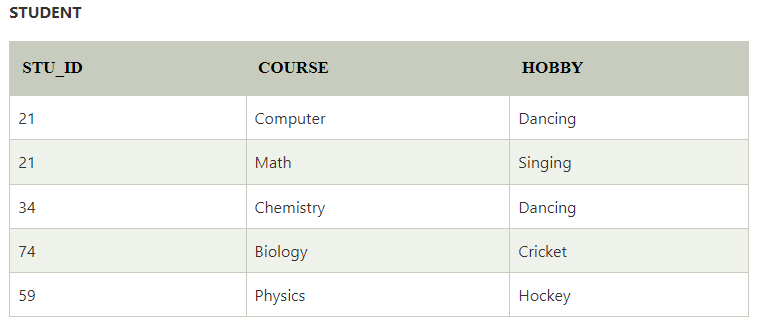 STUDENT
STU_ID COURSE HOBBY
21 Computer Dancing
21 Math Singing
34 Chemistry Dancing
74 Biology Cricket
59 Physics Hockey